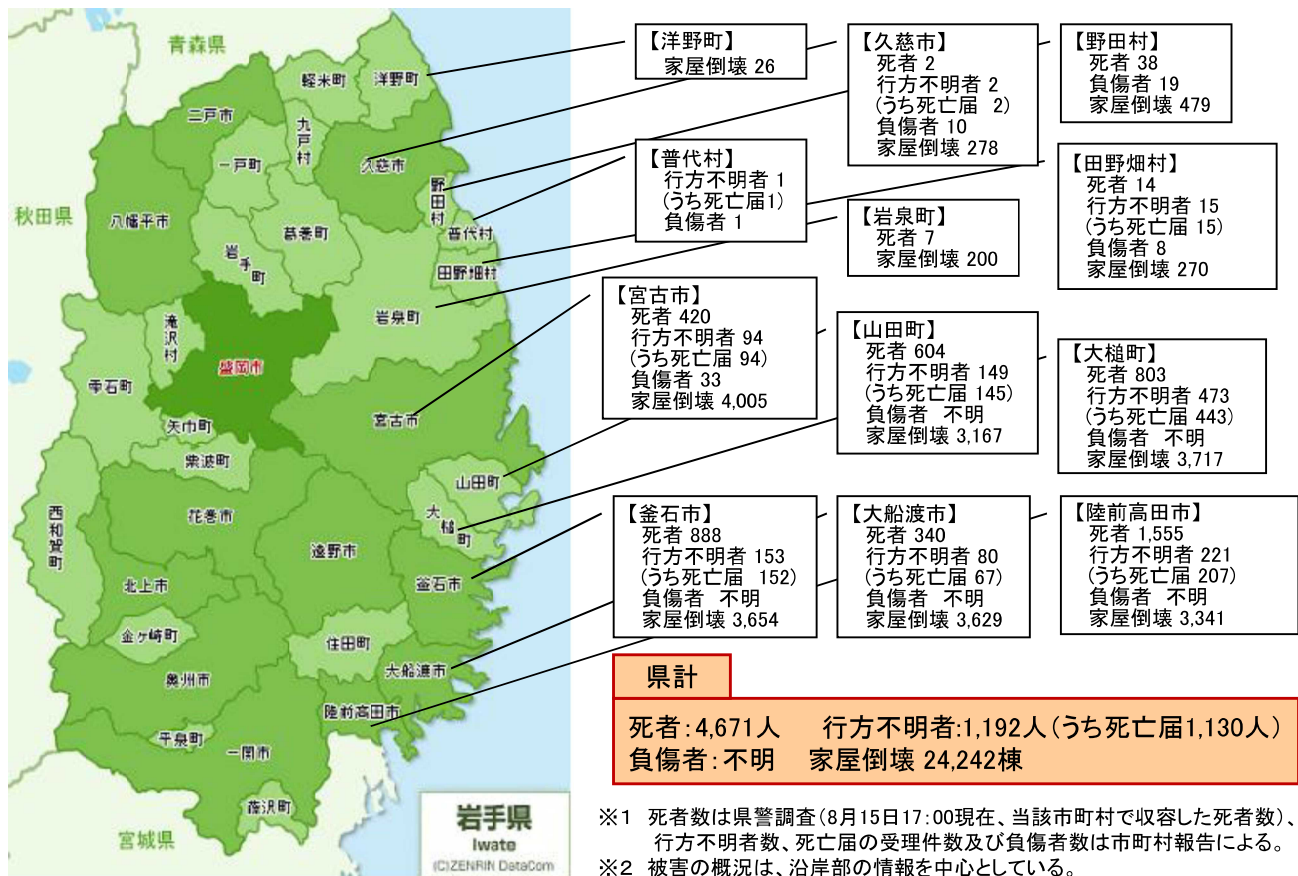 青森県
秋田県
宮城県
軽米町
洋野町
二戸市
九戸村
一戸町
久慈市
野田村
普代村
八幡平市
葛巻町
岩手町
田野畑村
岩泉町
滝沢村
盛岡市
雫石町
宮古市
矢巾町
紫波町
山田町
大槌町
花巻市
西和賀町
遠野市
釜石市
北上市
金ヶ崎町
住田町
大船渡市
奥州市
陸前高田市
平泉町
一関市
藤沢町
岩手県
Iwate
(C)ZENRIN DataCom
【洋野町】
家屋倒壊 26
【久慈市】
死者 2
行方不明者 2
(うち死亡届 2)
負傷者 10
家屋倒壊 278
【野田村】
死者 38
負傷者 19
家屋倒壊 479
【普代村】
行方不明者 1
(うち死亡届1)
負傷者 1
【岩泉町】
死者 7
家屋倒壊 200
【田野畑村】
死者 14
行方不明者 15
(うち死亡届 15)
負傷者 8
家屋倒壊 270
【宮古市】
死者 420
行方不明者 94
(うち死亡届 94)
負傷者 33
家屋倒壊 4,005
【山田町】
死者 604
行方不明者 149
(うち死亡届 145)
負傷者 不明
家屋倒壊 3,167
【大槌町】
死者 803
行方不明者 473
(うち死亡届 443)
負傷者 不明
家屋倒壊 3,717
【釜石市】
死者 888
行方不明者 153
(うち死亡届 152)
負傷者 不明
家屋倒壊 3,654
【大船渡市】
死者 340
行方不明者 80
(うち死亡届 67)
負傷者 不明
家屋倒壊 3,629
【陸前高田市】
死者 1,555
行方不明者 221
(うち死亡届 207)
負傷者 不明
家屋倒壊 3,341
県計
死者:4,671人 行方不明者:1,192人(うち死亡届1,130人)
負傷者:不明 家屋倒壊 24,242棟
※1 死者数は県警調査(8月15日17:00現在、当該市町村で収容した死者数)、
行方不明者数、死亡届の受理件数及び負傷者数は市町村報告による。
※2 被害の概況は、沿岸部の情報を中心としている。